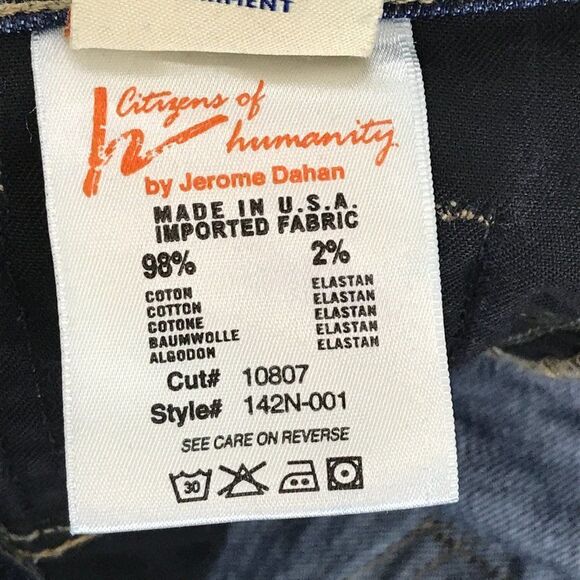 Citizens of
humanity
by Jerome Dahan
MADE IN U.S.A.
IMPORTED FABRIC
98% 2%
COTON ELASTAN
COTTON ELASTAN
COTONE ELASTAN
BAUMWOLLE ELASTAN
ALGODON ELASTAN
Cut# 10807
Style# 142N-001
SEE CARE ON REVERSE
30